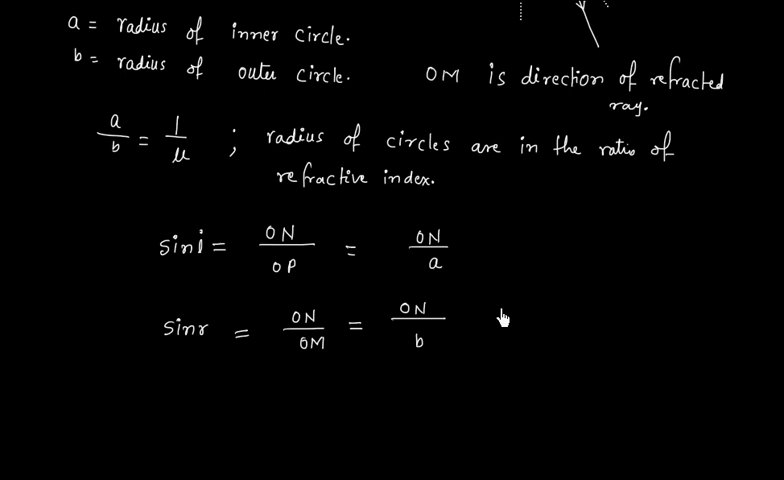 a = radius of inner circle.
b = radius of outer circle.
OM is direction of refracted
ray.
a/b = 1/μ ; radius of circles are in the ratio of
refractive index.
sin i = ON/OP = ON/a
sin r = ON/OM = ON/b